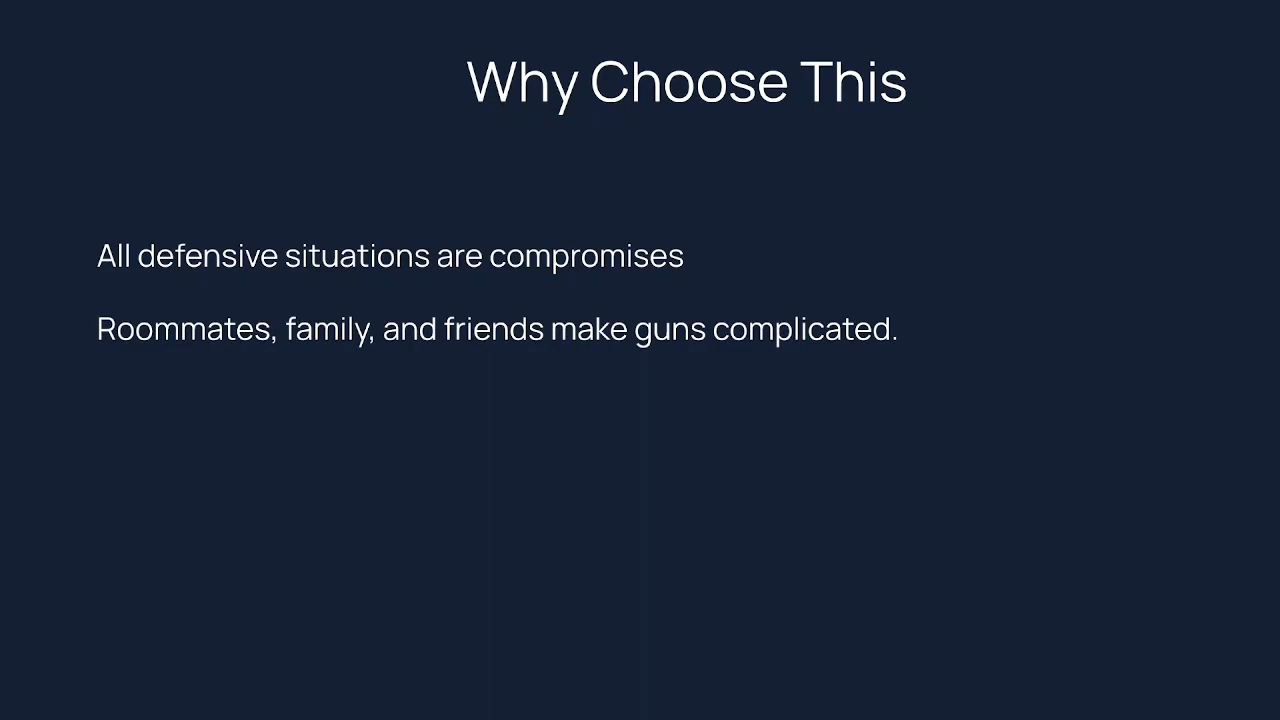 Why Choose This
All defensive situations are compromises
Roommates, family, and friends make guns complicated.